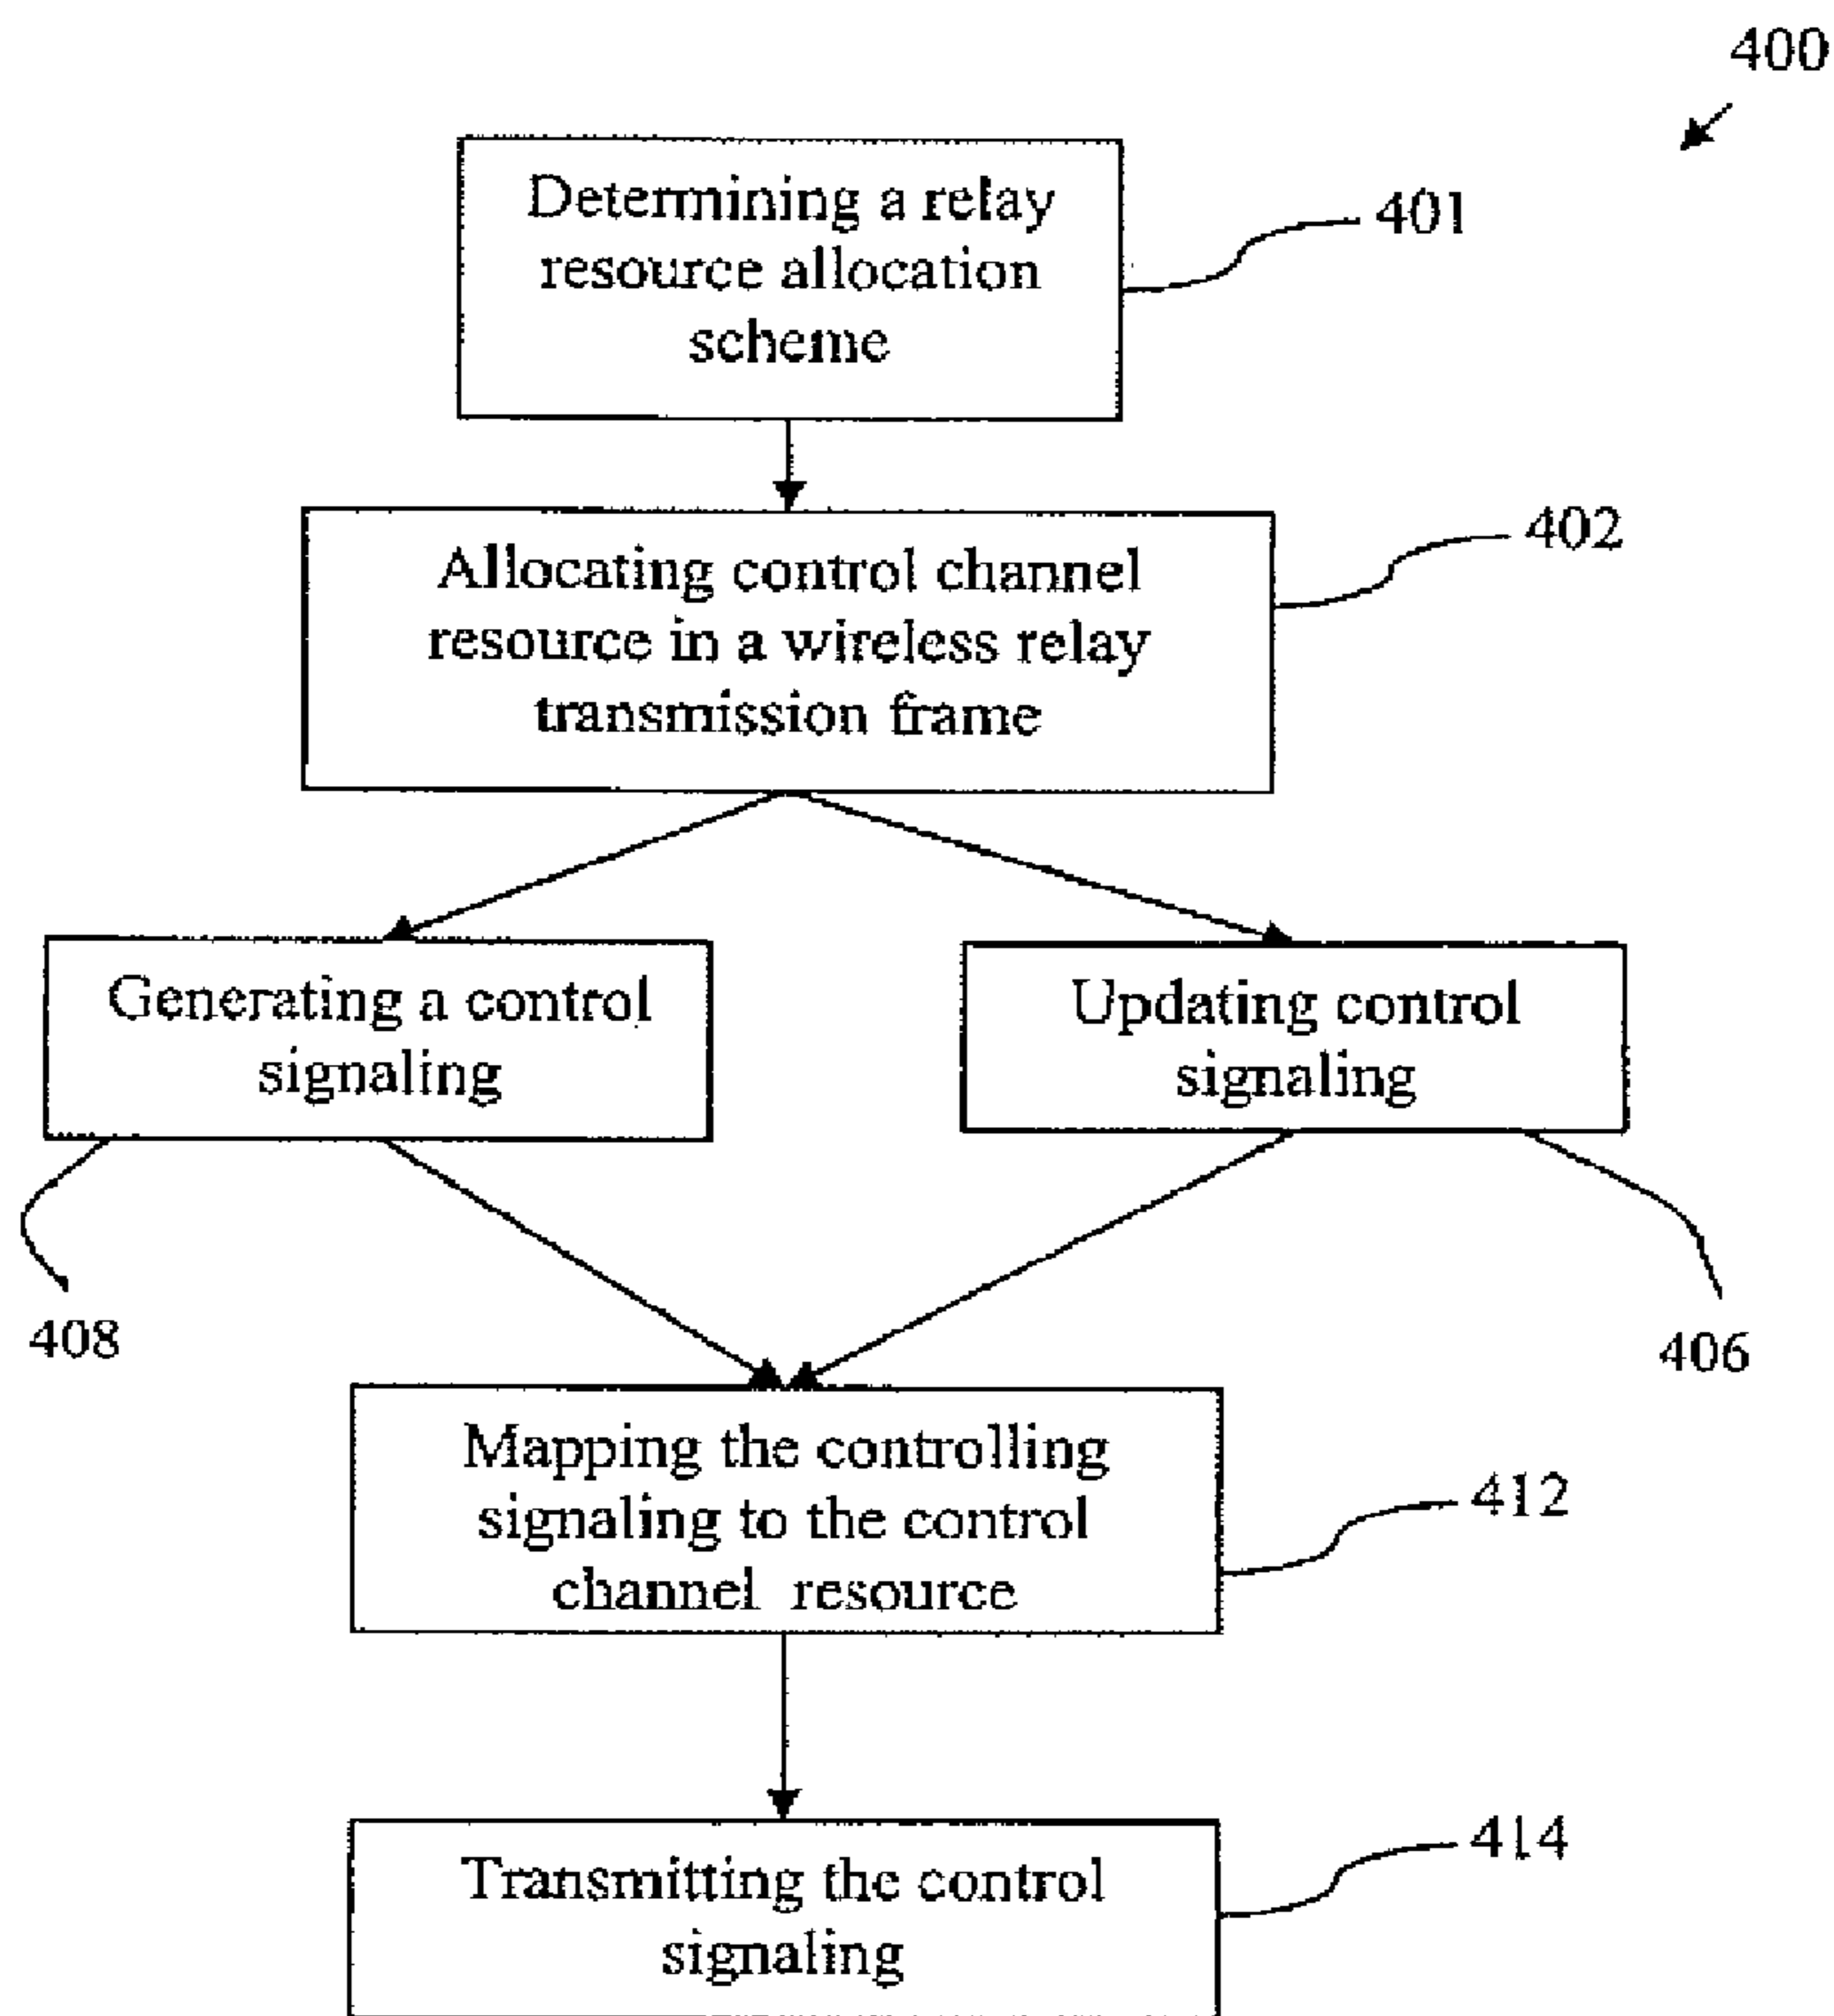 400
Determining a relay
resource allocation
scheme
401
Allocating control channel
resource in a wireless relay
transmission frame
402
Generating a control
signaling
Updating control
signaling
408
406
Mapping the controlling
signaling to the control
channel resource
412
Transmitting the control
signaling
414